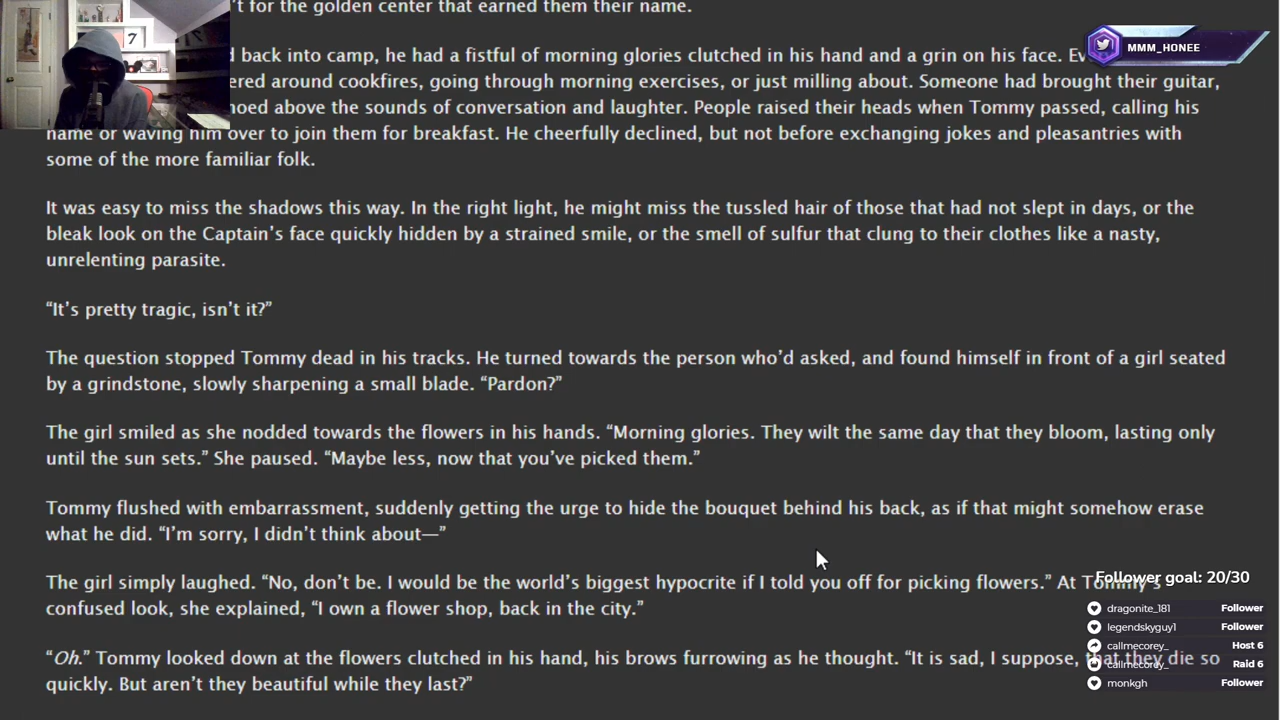 't for the golden center that earned them their name.
MMM_HONEE
7
d back into camp, he had a fistful of morning glories clutched in his hand and a grin on his face.
ered around cookfires, going through morning exercises, or just milling about. Someone had brought their guitar,
hoed above the sounds of conversation and laughter. People raised their heads when Tommy passed, calling his
name or waving him over to join them for breakfast. He cheerfully declined, but not before exchanging jokes and pleasantries with
some of the more familiar folk.
It was easy to miss the shadows this way. In the right light, he might miss the tussled hair of those that had not slept in days, or the
bleak look on the Captain's face quickly hidden by a strained smile, or the smell of sulfur that clung to their clothes like a nasty,
unrelenting parasite.
“It's pretty tragic, isn't it?”
The question stopped Tommy dead in his tracks. He turned towards the person who'd asked, and found himself in front of a girl seated
by a grindstone, slowly sharpening a small blade. “Pardon?”
The girl smiled as she nodded towards the flowers in his hands. “Morning glories. They wilt the same day that they bloom, lasting only
until the sun sets.” She paused. “Maybe less, now that you've picked them.”
Tommy flushed with embarrassment, suddenly getting the urge to hide the bouquet behind his back, as if that might somehow erase
what he did. “I'm sorry, I didn't think about—”
The girl simply laughed. “No, don't be. I would be the world's biggest hypocrite if I told you off for picking flowers.” At Tommy's
confused look, she explained, “I own a flower shop, back in the city.”
“Oh.” Tommy looked down at the flowers clutched in his hand, his brows furrowing as he thought. “It is sad, I suppose, that they die so
quickly. But aren't they beautiful while they last?”
Follower goal: 20/30
dragonite_181 Follower
legendskyguy1 Follower
callmecorey_ Host 6
callmecorey_ Raid 6
monkgh Follower